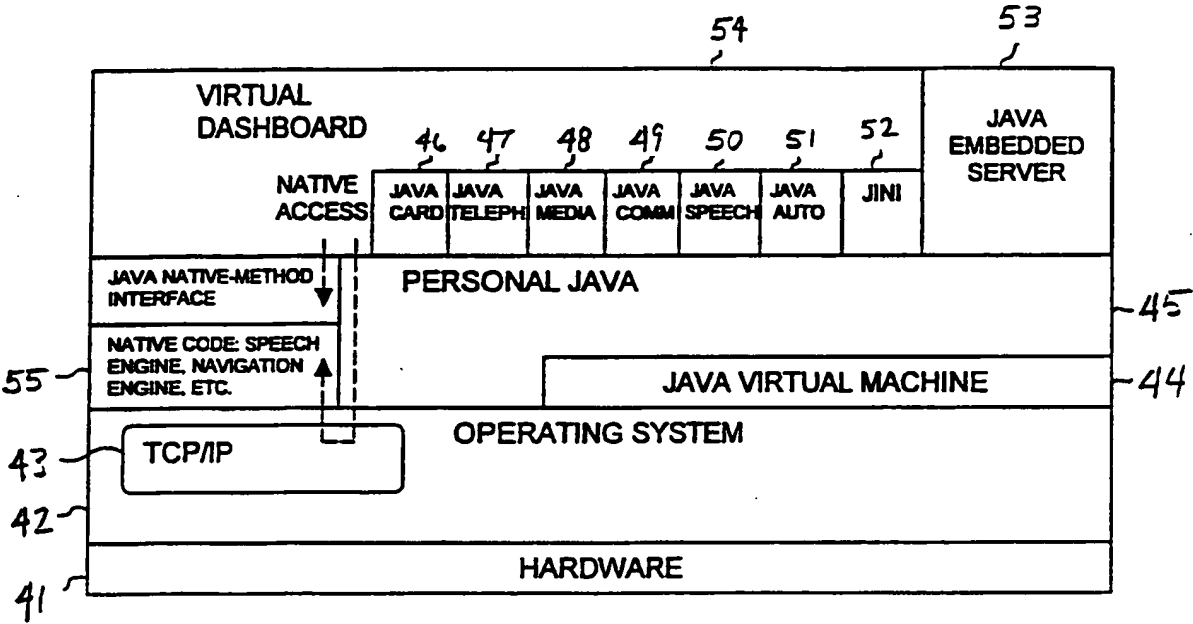 54
53
VIRTUAL
DASHBOARD
JAVA
EMBEDDED
SERVER
46
47
48
49
50
51
52
NATIVE
ACCESS
JAVA
CARD
JAVA
TELEPH
JAVA
MEDIA
JAVA
COMM
JAVA
SPEECH
JAVA
AUTO
JINI
JAVA NATIVE-METHOD
INTERFACE
PERSONAL JAVA
45
NATIVE CODE: SPEECH
ENGINE, NAVIGATION
ENGINE, ETC.
55
JAVA VIRTUAL MACHINE
44
OPERATING SYSTEM
TCP/IP
43
42
HARDWARE
41